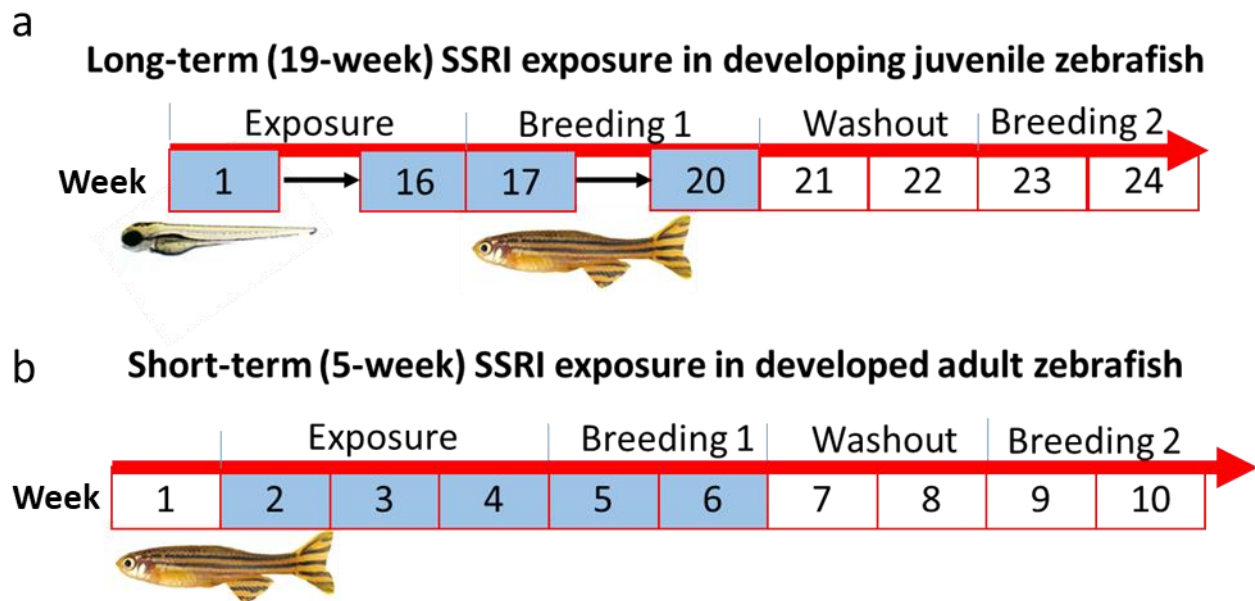 a
Long-term (19-week) SSRI exposure in developing juvenile zebrafish
Exposure Breeding 1 Washout Breeding 2
Week 1 16 17 20 21 22 23 24
b
Short-term (5-week) SSRI exposure in developed adult zebrafish
Exposure Breeding 1 Washout Breeding 2
Week 1 2 3 4 5 6 7 8 9 10